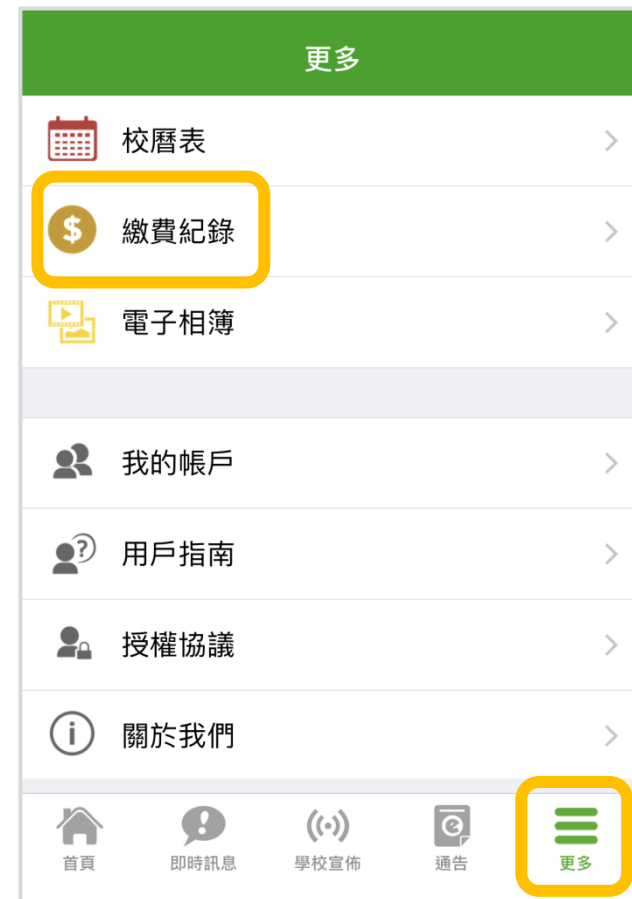 更多
校曆表
繳費紀錄
電子相簿
我的帳戶
用戶指南
授權協議
關於我們
首頁
即時訊息
學校宣佈
通告
更多